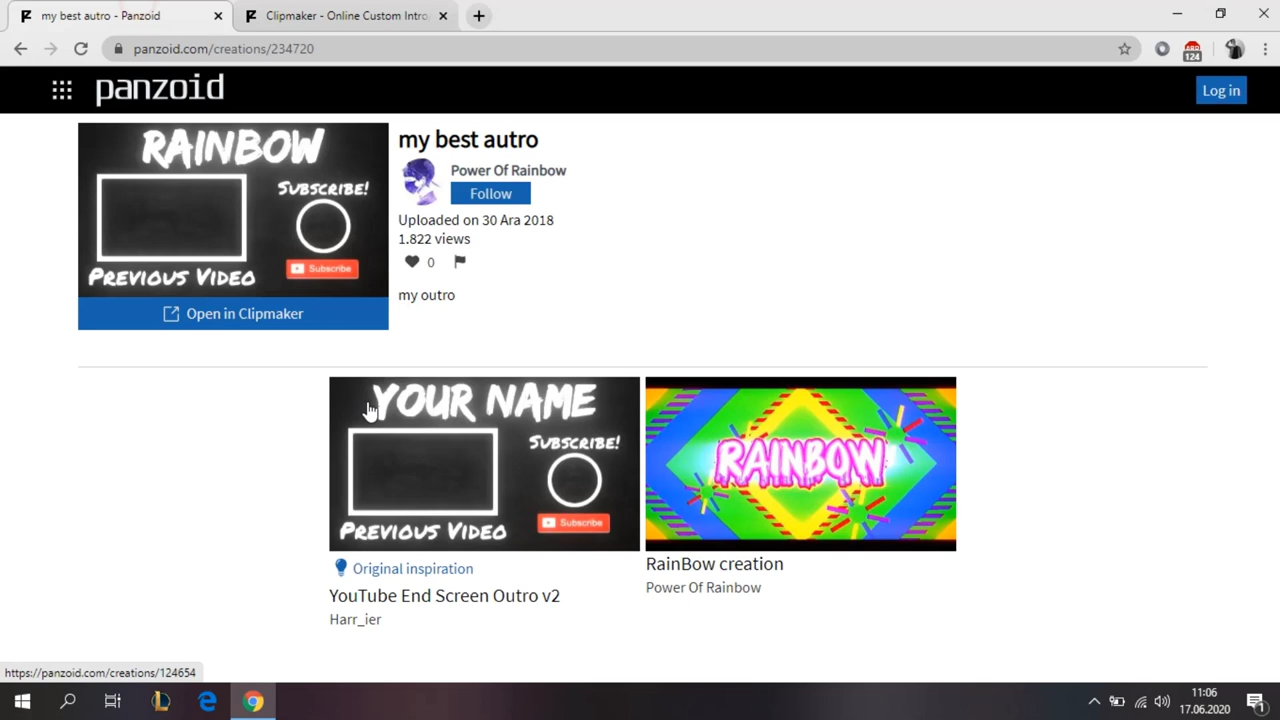 my best autro - Panzoid
Clipmaker - Online Custom Intro
panzoid.com/creations/234720
ABP
124
panzoid
Log in
RAINBOW
SUBSCRIBE!
Subscribe
PREVIOUS VIDEO
Open in Clipmaker
my best autro
Power Of Rainbow
Follow
Uploaded on 30 Ara 2018
1.822 views
0
my outro
YOUR NAME
SUBSCRIBE!
Subscribe
PREVIOUS VIDEO
Original inspiration
YouTube End Screen Outro v2
Harr_ier
RAINBOW
RainBow creation
Power Of Rainbow
https://panzoid.com/creations/124654
11:06
17.06.2020
1